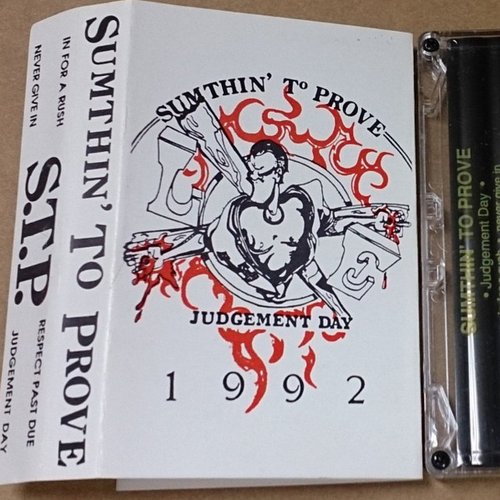 SUMTHIN' TO PROVE
IN FOR A RUSH
NEVER GIVE IN
S.T.P.
RESPECT PAST DUE
JUDGEMENT DAY
SUMTHIN' TO PROVE
JUDGEMENT DAY
1992
SUMTHIN' TO PROVE
• Judgement Day •